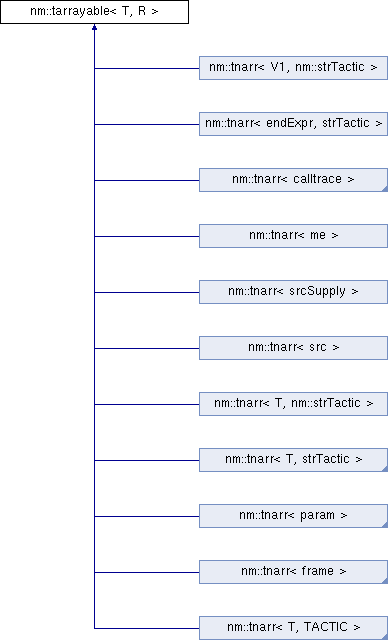 nm::tarrayable< T, R >
nm::tnarr< V1, nm::strTactic >
nm::tnarr< endExpr, strTactic >
nm::tnarr< calltrace >
nm::tnarr< me >
nm::tnarr< srcSupply >
nm::tnarr< src >
nm::tnarr< T, nm::strTactic >
nm::tnarr< T, strTactic >
nm::tnarr< param >
nm::tnarr< frame >
nm::tnarr< T, TACTIC >